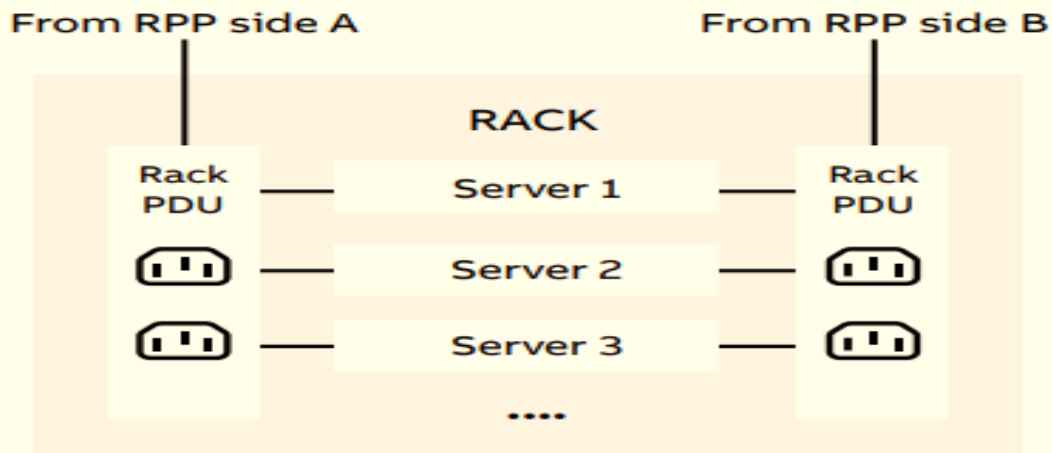 From RPP side A
From RPP side B
RACK
Rack
PDU
Server 1
Rack
PDU
Server 2
Server 3
....